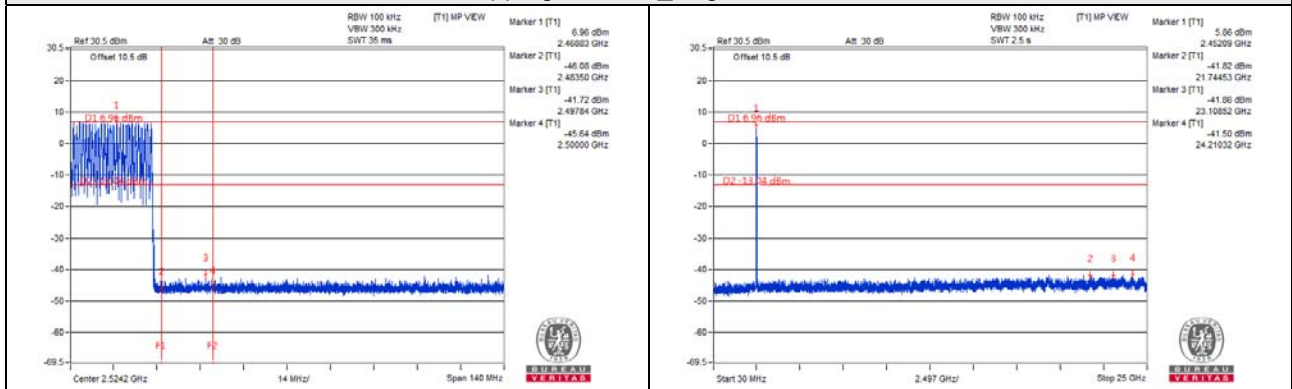 RBW 100 kHz [T1] MP VIEW
VBW 300 kHz
Ref 30.5 dBm Att 30 dB SWT 35 ms
Offset 10.5 dB
30.5
20
10
0
-10
-20
-30
-40
-50
-60
-69.5
1
D1 6.96 dBm
2
3
4
F1
F2
Center 2.5242 GHz 14 MHz/ Span 140 MHz
Marker 1 [T1]
6.96 dBm
2.46883 GHz
Marker 2 [T1]
-46.08 dBm
2.48350 GHz
Marker 3 [T1]
-41.72 dBm
2.49784 GHz
Marker 4 [T1]
-45.64 dBm
2.50000 GHz
BUREAU
VERITAS
RBW 100 kHz [T1] MP VIEW
VBW 300 kHz
Ref 30.5 dBm Att 30 dB SWT 2.5 s
Offset 10.5 dB
30.5
20
10
0
-10
-20
-30
-40
-50
-60
-69.5
1
D1 6.96 dBm
D2 -13.04 dBm
2 3 4
Start 30 MHz 2.497 GHz/ Stop 25 GHz
Marker 1 [T1]
5.86 dBm
2.45209 GHz
Marker 2 [T1]
-41.82 dBm
21.74453 GHz
Marker 3 [T1]
-41.86 dBm
23.10852 GHz
Marker 4 [T1]
-41.50 dBm
24.21032 GHz
BUREAU
VERITAS